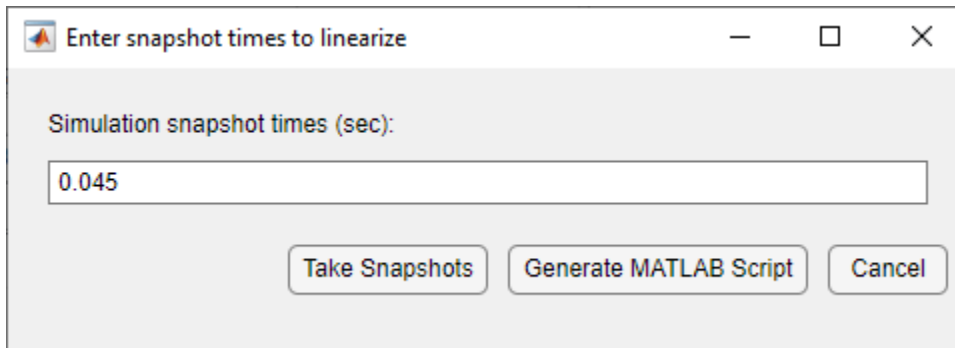 Enter snapshot times to linearize
Simulation snapshot times (sec):
0.045
Take Snapshots Generate MATLAB Script Cancel